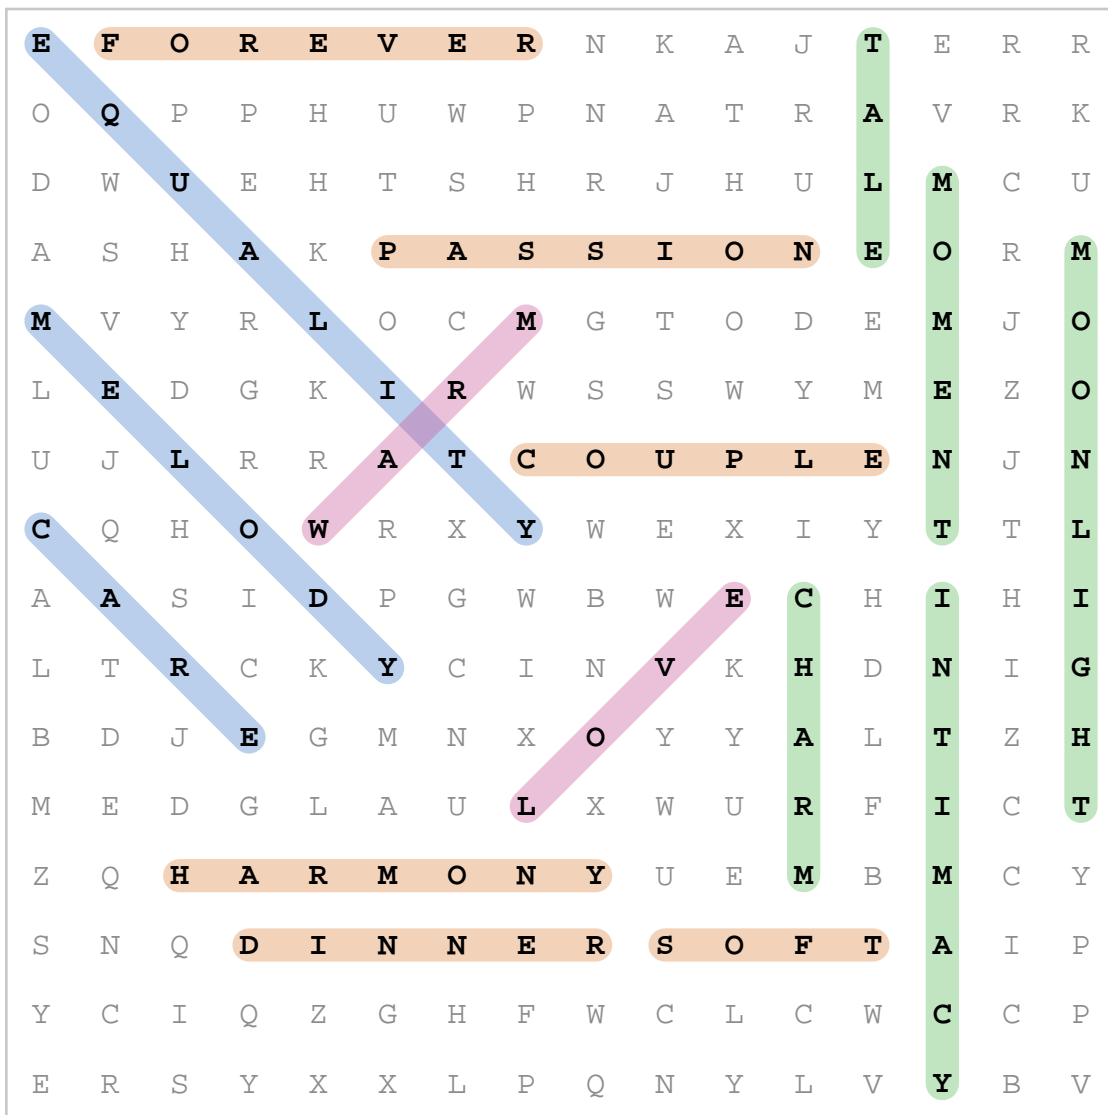 E F O R E V E R N K A J T E R R
O Q P P H U W P N A T R A V R K
D W U E H T S H R J H U L M C U
A S H A K P A S S I O N E O R M
M V Y R L O C M G T O D E M J O
L E D G K I R W S S W Y M E Z O
U J L R R A T C O U P L E N J N
C Q H O W R X Y W E X I Y T T L
A A S I D P G W B W E C H I H I
L T R C K Y C I N V K H D N I G
B D J E G M N X O Y Y A L T Z H
M E D G L A U L X W U R F I C T
Z Q H A R M O N Y U E M B M C Y
S N Q D I N N E R S O F T A I P
Y C I Q Z G H F W C L C W C C P
E R S Y X X L P Q N Y L V Y B V